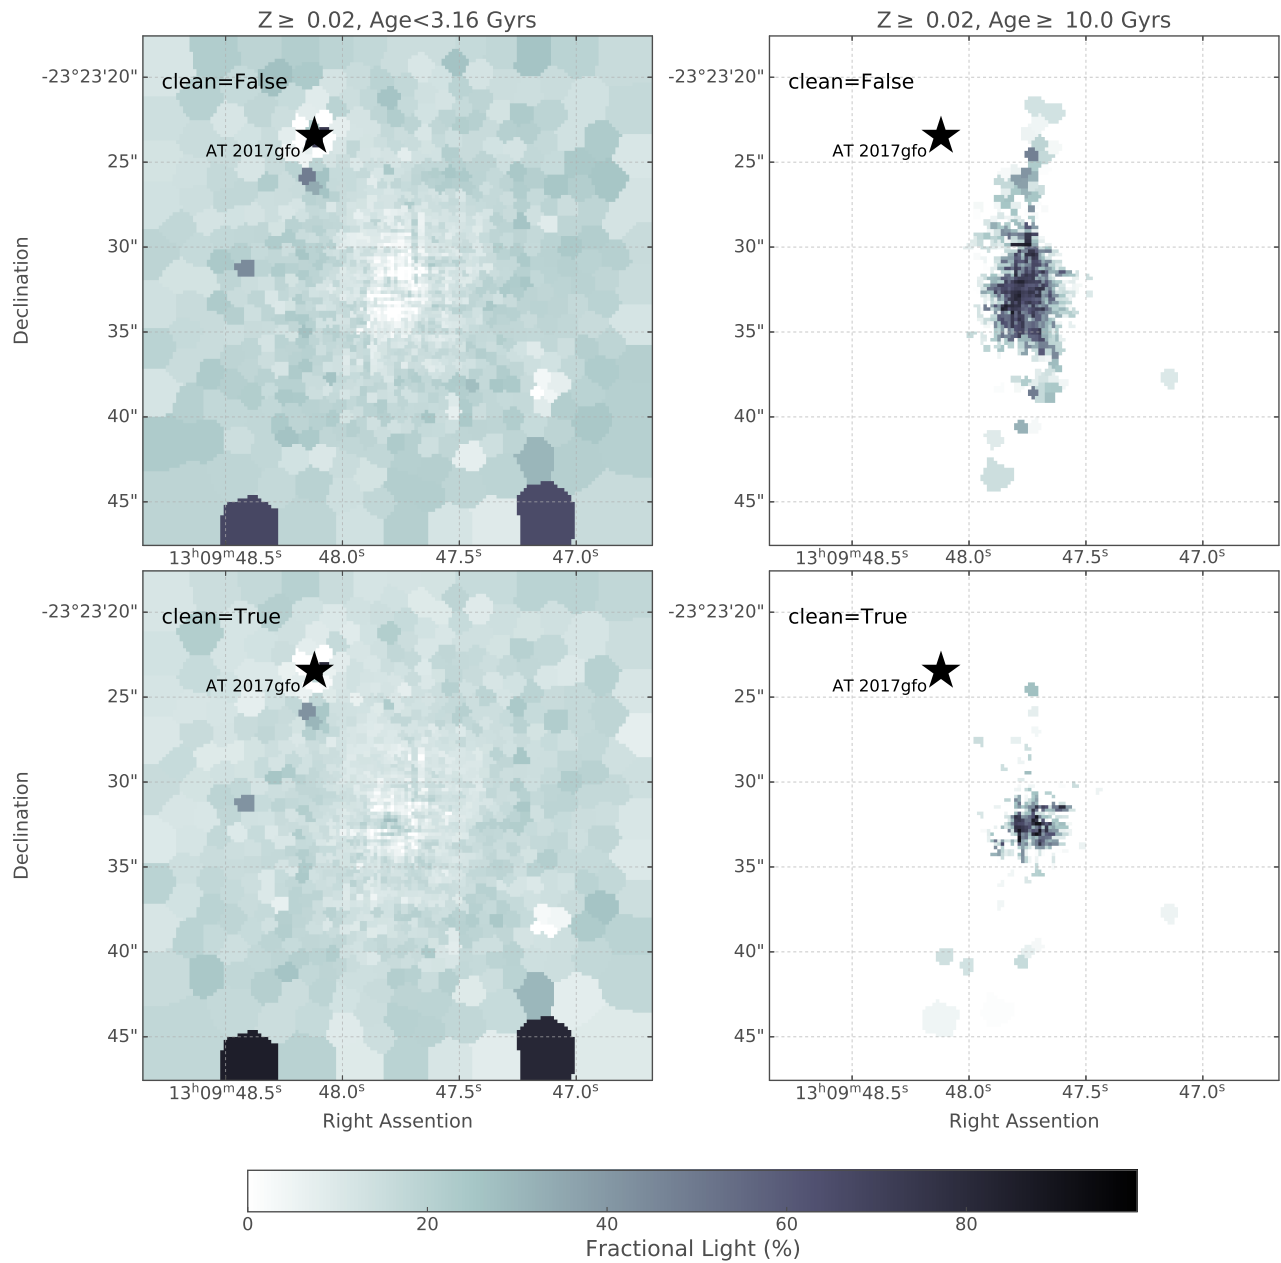 Z ≥ 0.02, Age<3.16 Gyrs
Z ≥ 0.02, Age ≥ 10.0 Gyrs
-23°23'20"
clean=False
AT 2017gfo
25"
30"
35"
40"
45"
Declination
13ʰ09ᵐ48.5ˢ 48.0ˢ 47.5ˢ 47.0ˢ
-23°23'20"
clean=False
AT 2017gfo
25"
30"
35"
40"
45"
13ʰ09ᵐ48.5ˢ 48.0ˢ 47.5ˢ 47.0ˢ
-23°23'20"
clean=True
AT 2017gfo
25"
30"
35"
40"
45"
Declination
13ʰ09ᵐ48.5ˢ 48.0ˢ 47.5ˢ 47.0ˢ
Right Assention
-23°23'20"
clean=True
AT 2017gfo
25"
30"
35"
40"
45"
13ʰ09ᵐ48.5ˢ 48.0ˢ 47.5ˢ 47.0ˢ
Right Assention
0 20 40 60 80
Fractional Light (%)